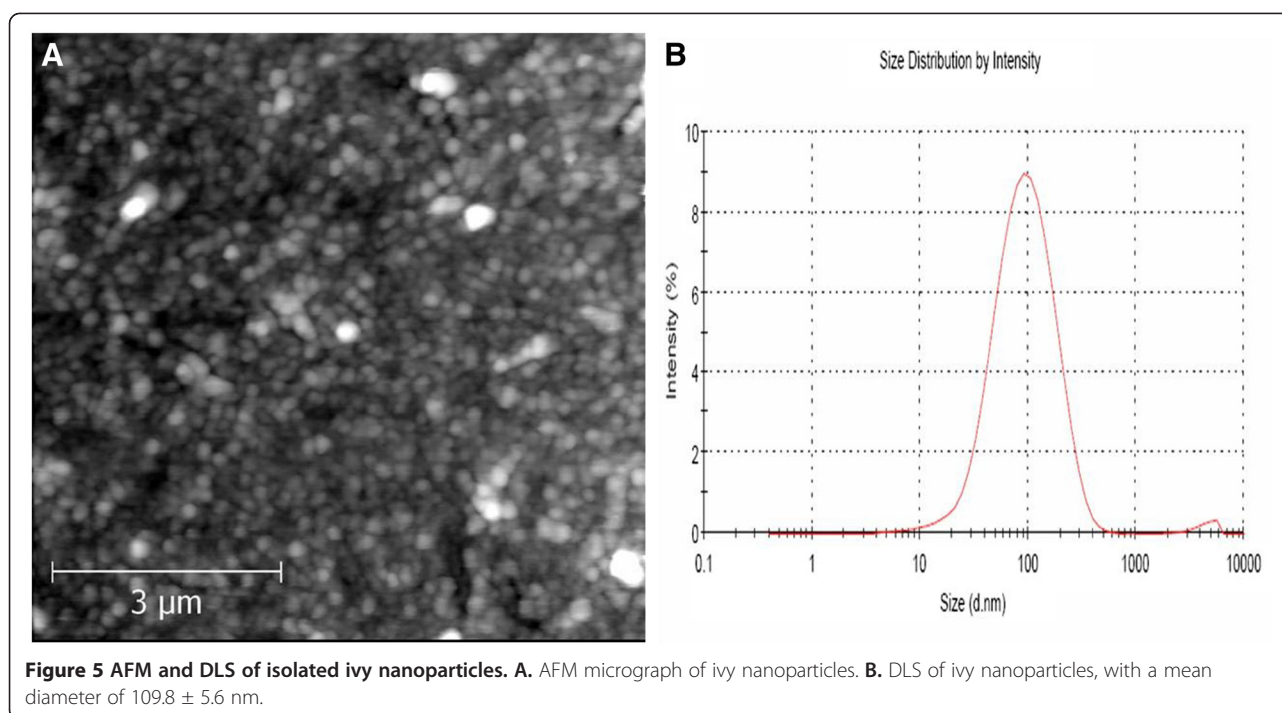 A
3 μm
B
Size Distribution by Intensity
10
8
6
4
2
0
Intensity (%)
0.1 1 10 100 1000 10000
Size (d.nm)
Figure 5 AFM and DLS of isolated ivy nanoparticles. A. AFM micrograph of ivy nanoparticles. B. DLS of ivy nanoparticles, with a mean
diameter of 109.8 ± 5.6 nm.